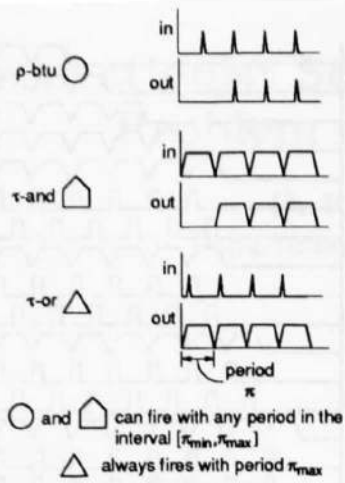 in
ρ-btu
out
in
τ-and
out
in
τ-or
out
period
π
and can fire with any period in the
interval [πmin,πmax]
always fires with period πmax